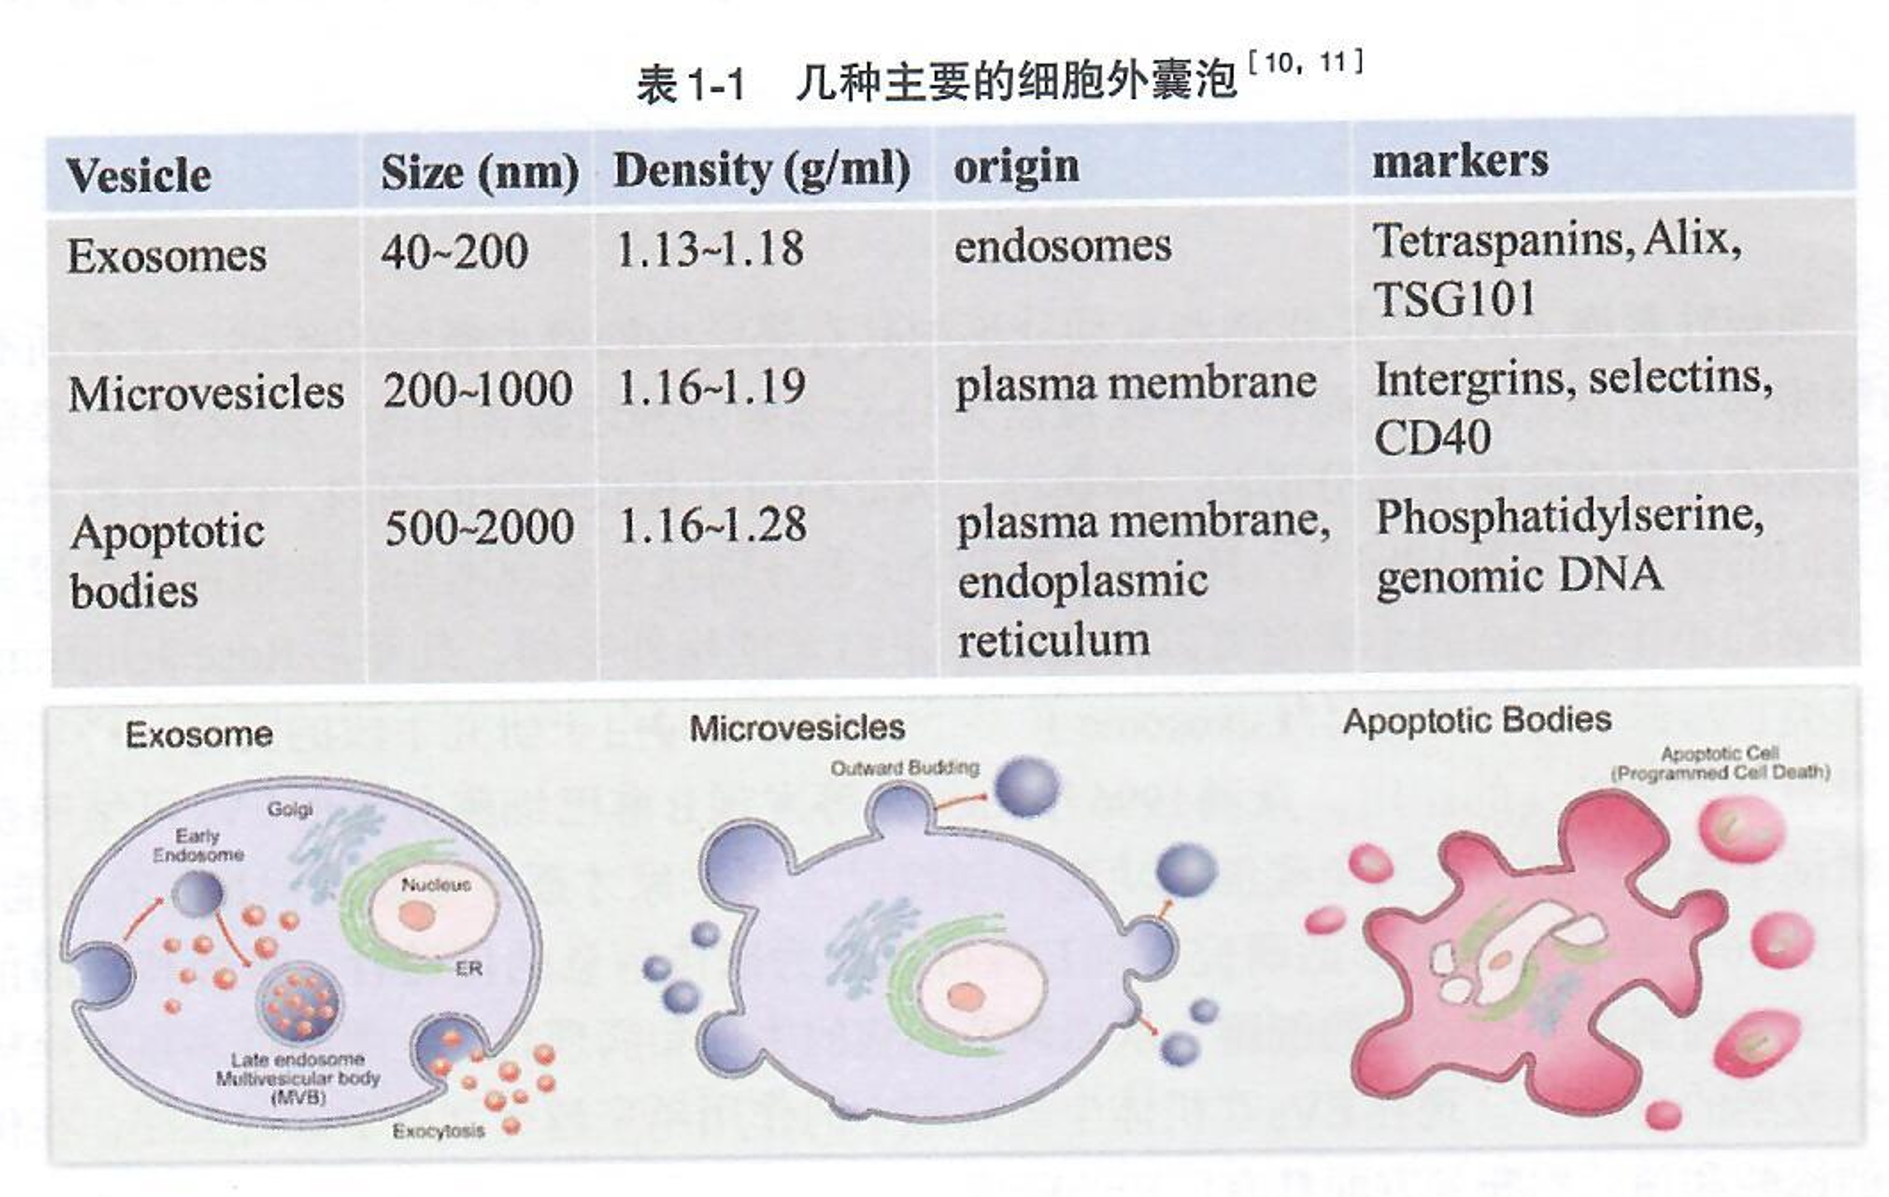 表1-1 几种主要的细胞外囊泡[10, 11]
Vesicle Size (nm) Density (g/ml) origin markers
Exosomes 40~200 1.13~1.18 endosomes Tetraspanins, Alix,
TSG101
Microvesicles 200~1000 1.16~1.19 plasma membrane Intergrins, selectins,
CD40
Apoptotic 500~2000 1.16~1.28 plasma membrane, Phosphatidylserine,
bodies endoplasmic genomic DNA
reticulum
Exosome
Golgi
Early
Endosome
Nucleus
ER
Late endosome
Multivesicular body
(MVB)
Exocytosis
Microvesicles
Outward Budding
Apoptotic Bodies
Apoptotic Cell
(Programmed Cell Death)